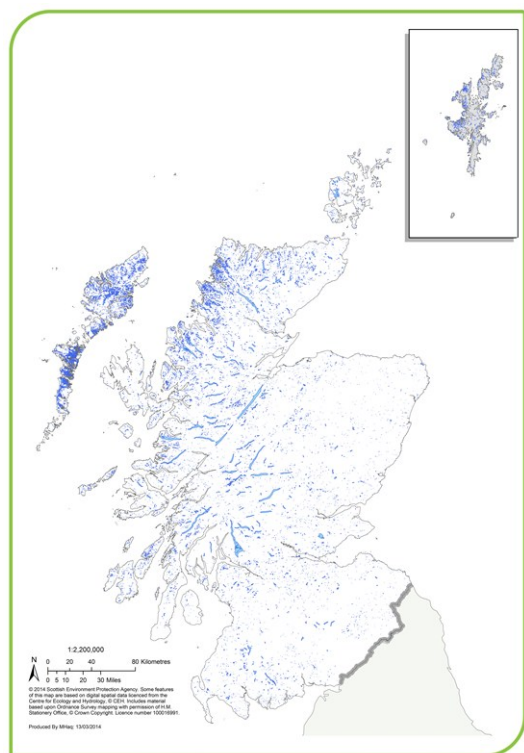 1:2,200,000
N
0 20 40 80 Kilometres
0 5 10 20 30 Miles
© 2014 Scottish Environment Protection Agency. Some features
of this map are based on digital spatial data licenced from the
Centre for Ecology and Hydrology, © CEH. Includes material
based upon Ordnance Survey mapping with permission of H.M.
Stationery Office, © Crown Copyright. Licence number 100016991.
Produced By MHaq: 13/03/2014